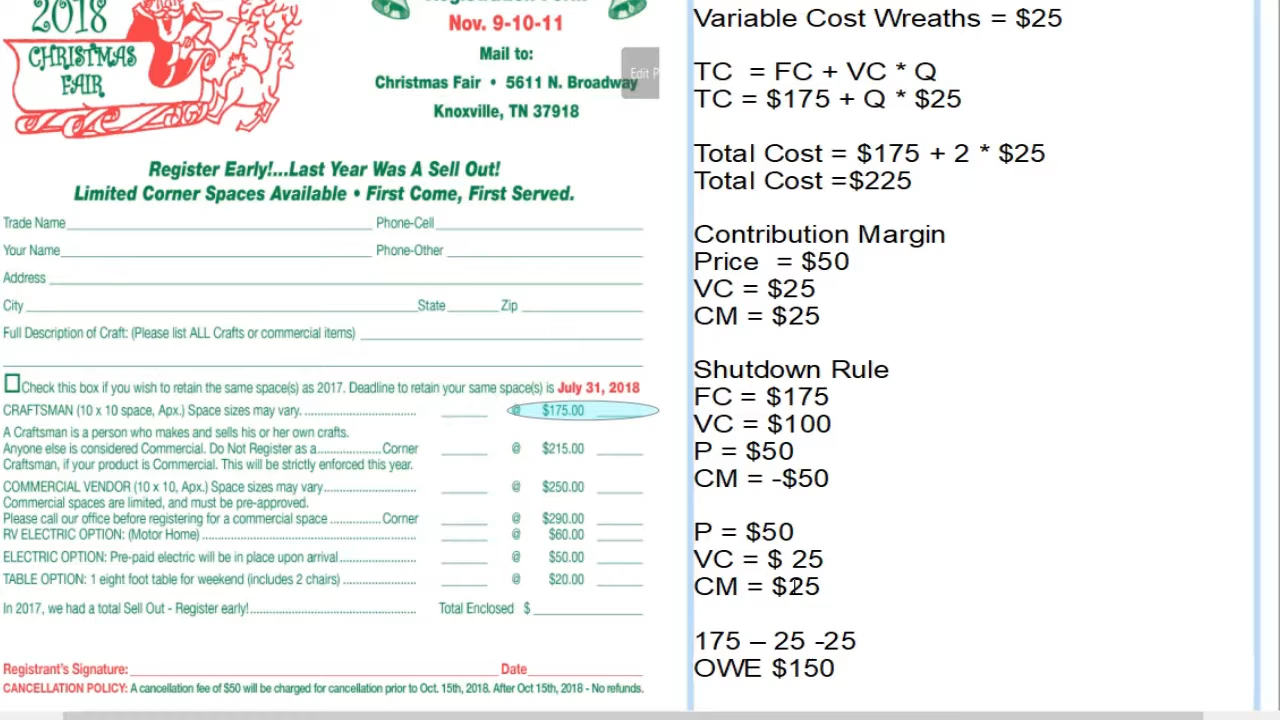 2018
CHRISTMAS
FAIR
Registration Form
Nov. 9-10-11
Mail to:
Christmas Fair • 5611 N. Broadway
Knoxville, TN 37918
Edit P
Register Early!...Last Year Was A Sell Out!
Limited Corner Spaces Available • First Come, First Served.
Trade Name Phone-Cell
Your Name Phone-Other
Address
City State Zip
Full Description of Craft: (Please list ALL Crafts or commercial items)
Check this box if you wish to retain the same space(s) as 2017. Deadline to retain your same space(s) is July 31, 2018
CRAFTSMAN (10 x 10 space, Apx.) Space sizes may vary. @ $175.00
A Craftsman is a person who makes and sells his or her own crafts.
Anyone else is considered Commercial. Do Not Register as a Corner @ $215.00
Craftsman, if your product is Commercial. This will be strictly enforced this year.
COMMERCIAL VENDOR (10 x 10, Apx.) Space sizes may vary @ $250.00
Commercial spaces are limited, and must be pre-approved.
Please call our office before registering for a commercial space Corner @ $290.00
RV ELECTRIC OPTION: (Motor Home) @ $60.00
ELECTRIC OPTION: Pre-paid electric will be in place upon arrival @ $50.00
TABLE OPTION: 1 eight foot table for weekend (includes 2 chairs) @ $20.00
In 2017, we had a total Sell Out - Register early! Total Enclosed $
Registrant's Signature: Date
CANCELLATION POLICY: A cancellation fee of $50 will be charged for cancellation prior to Oct. 15th, 2018. After Oct 15th, 2018 - No refunds.
Variable Cost Wreaths = $25
TC = FC + VC * Q
TC = $175 + Q * $25
Total Cost = $175 + 2 * $25
Total Cost =$225
Contribution Margin
Price = $50
VC = $25
CM = $25
Shutdown Rule
FC = $175
VC = $100
P = $50
CM = -$50
P = $50
VC = $ 25
CM = $25
175 – 25 -25
OWE $150